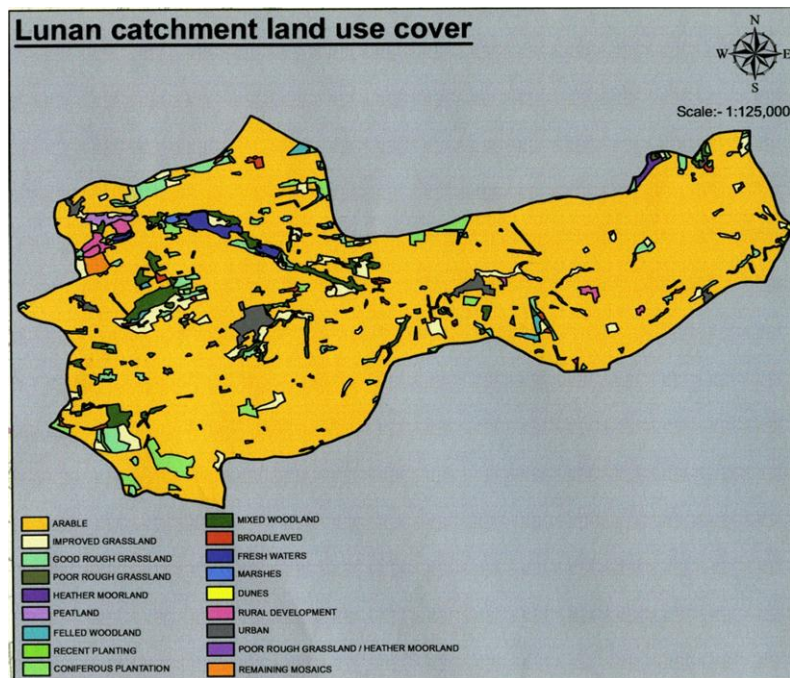 Lunan catchment land use cover
N
W E
S
Scale:- 1:125,000
ARABLE
IMPROVED GRASSLAND
GOOD ROUGH GRASSLAND
POOR ROUGH GRASSLAND
HEATHER MOORLAND
PEATLAND
FELLED WOODLAND
RECENT PLANTING
CONIFEROUS PLANTATION
MIXED WOODLAND
BROADLEAVED
FRESH WATERS
MARSHES
DUNES
RURAL DEVELOPMENT
URBAN
POOR ROUGH GRASSLAND / HEATHER MOORLAND
REMAINING MOSAICS